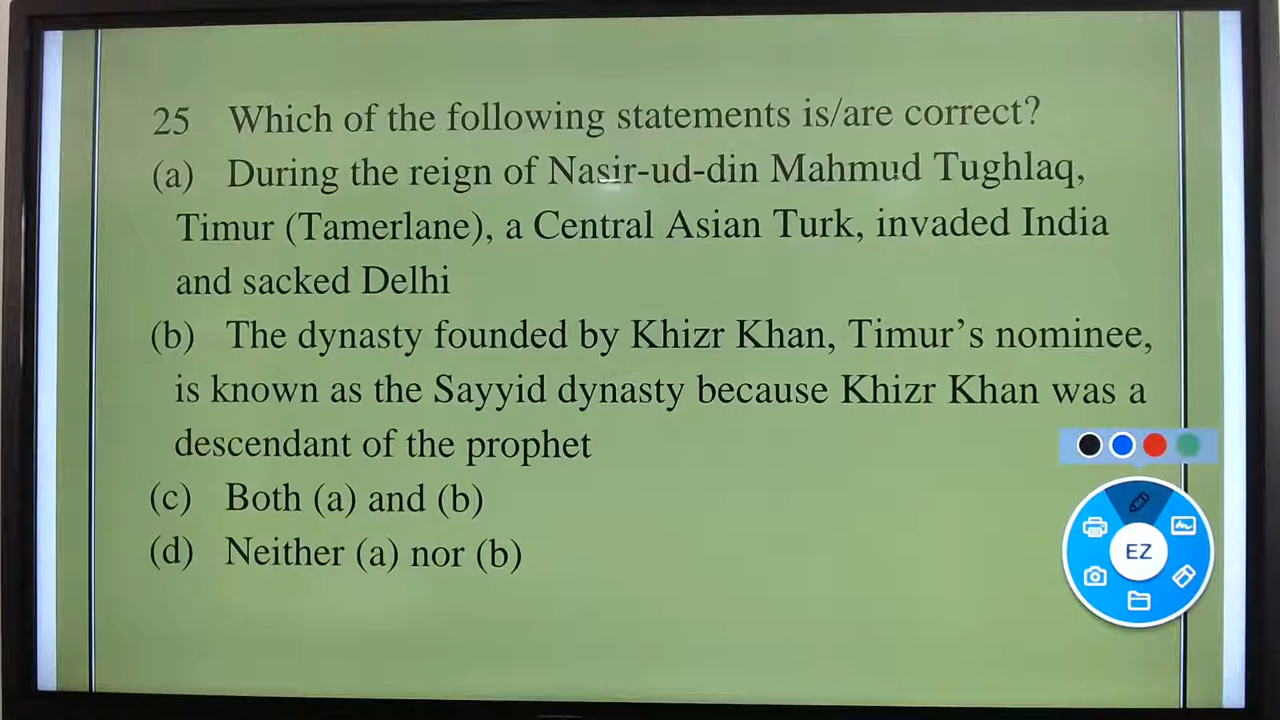 25 Which of the following statements is/are correct?
(a) During the reign of Nasir-ud-din Mahmud Tughlaq,
Timur (Tamerlane), a Central Asian Turk, invaded India
and sacked Delhi
(b) The dynasty founded by Khizr Khan, Timur’s nominee,
is known as the Sayyid dynasty because Khizr Khan was a
descendant of the prophet
(c) Both (a) and (b)
(d) Neither (a) nor (b)
EZ